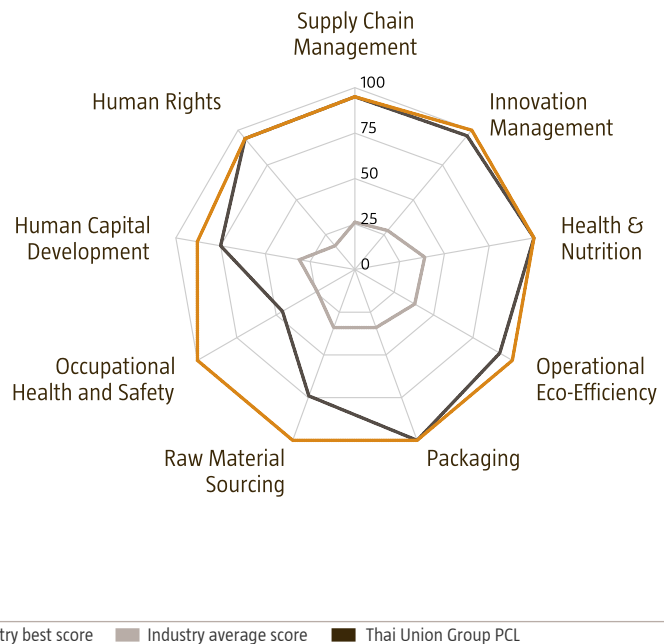 Supply Chain
Management
100
Human Rights
Innovation
Management
75
50
25
Human Capital
Development
Health &
Nutrition
0
Occupational
Health and Safety
Operational
Eco-Efficiency
Raw Material
Sourcing
Packaging
best score
Industry average score
Thai Union Group PCL